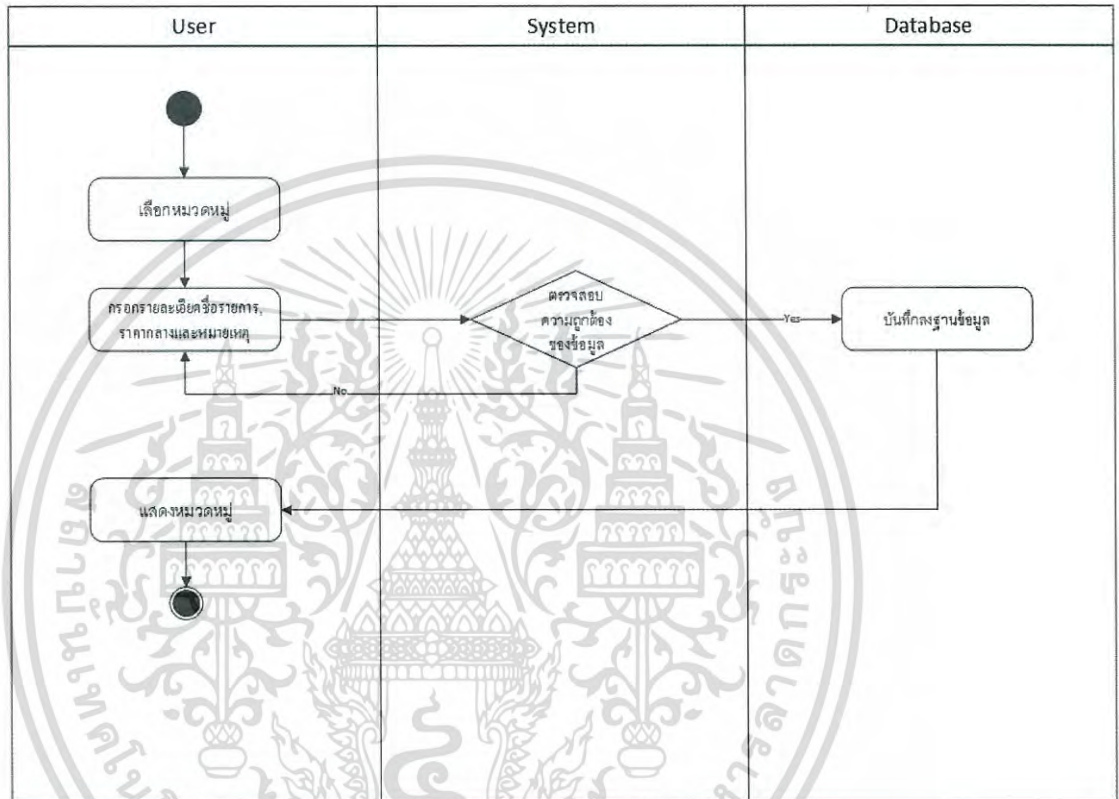 User
System
Database
เลือกหมวดหมู่
กรอกรายละเอียดชื่อรายการ,
ราคากลางและหมายเหตุ
ตรวจสอบ
ความถูกต้อง
ของข้อมูล
Yes
บันทึกลงฐานข้อมูล
No
แสดงหมวดหมู่